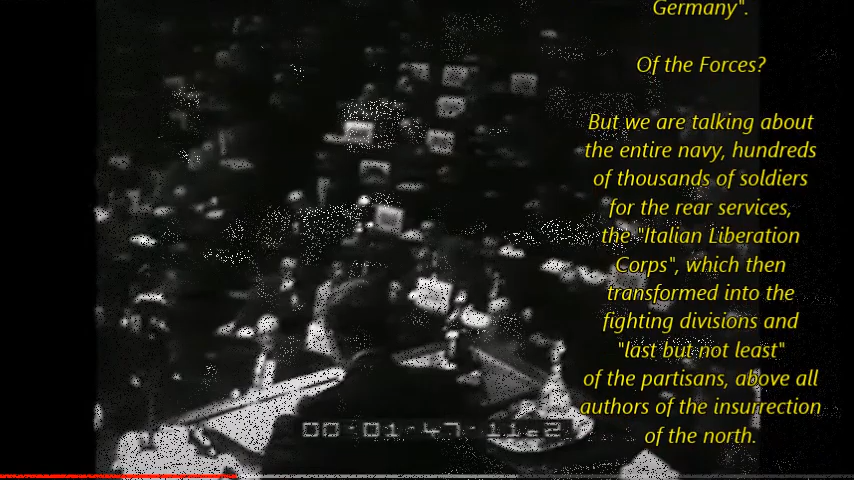 Germany".
Of the Forces?
But we are talking about
the entire navy, hundreds
of thousands of soldiers
for the rear services,
the "Italian Liberation
Corps", which then
transformed into the
fighting divisions and
"last but not least"
of the partisans, above all
authors of the insurrection
of the north.
00:01:47:11.2